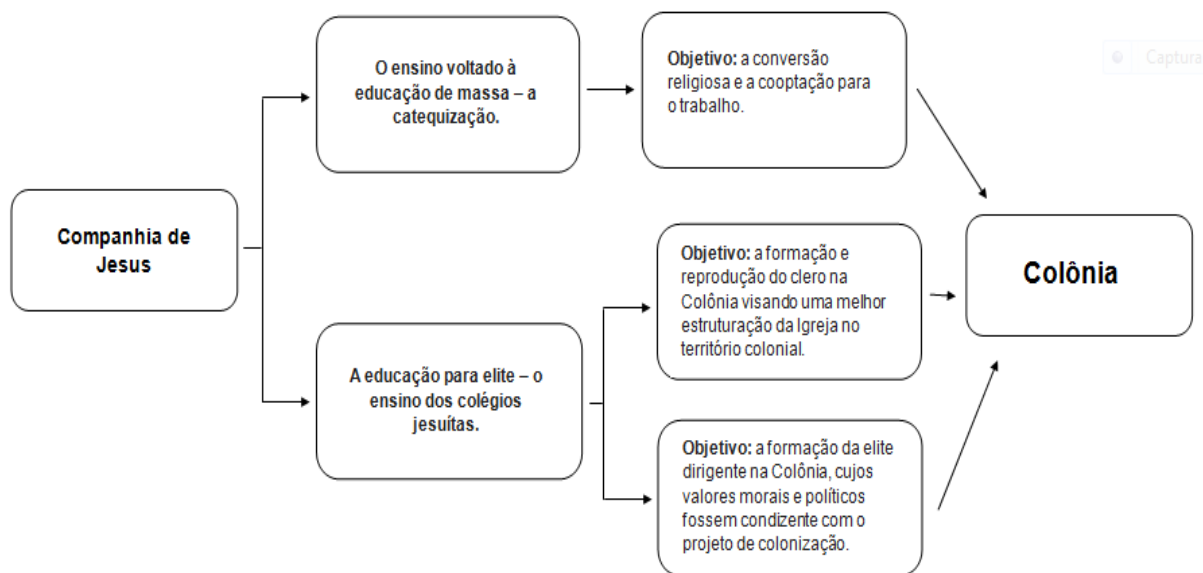 Companhia de
Jesus
O ensino voltado à
educação de massa – a
catequização.
Objetivo: a conversão
religiosa e a cooptação para
o trabalho.
A educação para elite – o
ensino dos colégios
jesuítas.
Objetivo: a formação e
reprodução do clero na
Colônia visando uma melhor
estruturação da Igreja no
território colonial.
Objetivo: a formação da elite
dirigente na Colônia, cujos
valores morais e políticos
fossem condizente com o
projeto de colonização.
Colônia
Captura